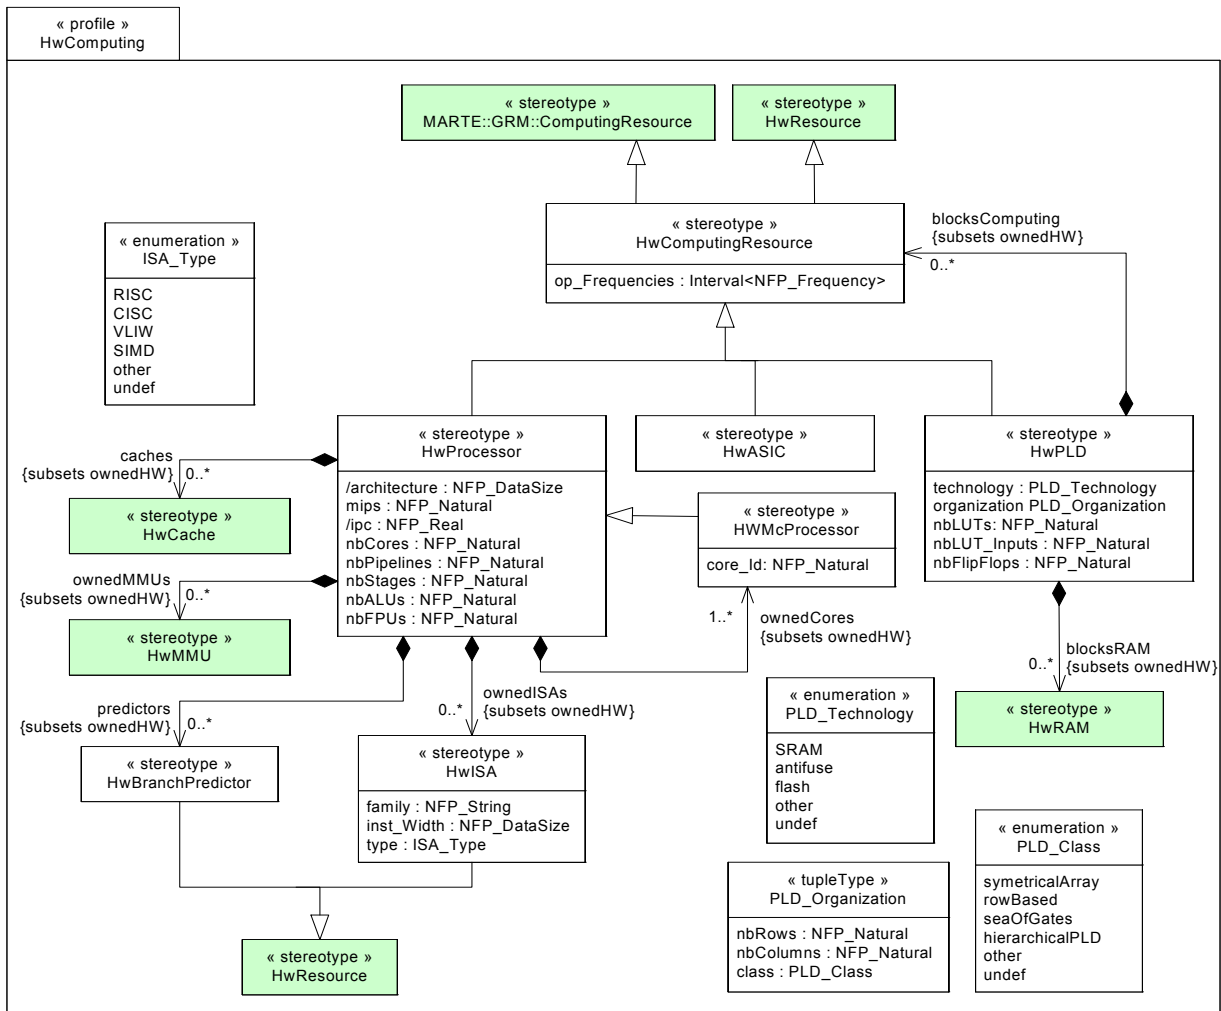 « profile »
HwComputing
« stereotype »
MARTE::GRM::ComputingResource
« stereotype »
HwResource
« stereotype »
HwComputingResource
op_Frequencies : Interval<NFP_Frequency>
blocksComputing
{subsets ownedHW}
0..*
« enumeration »
ISA_Type
RISC
CISC
VLIW
SIMD
other
undef
« stereotype »
HwProcessor
/architecture : NFP_DataSize
mips : NFP_Natural
/ipc : NFP_Real
nbCores : NFP_Natural
nbPipelines : NFP_Natural
nbStages : NFP_Natural
nbALUs : NFP_Natural
nbFPUs : NFP_Natural
« stereotype »
HwASIC
« stereotype »
HwPLD
technology : PLD_Technology
organization PLD_Organization
nbLUTs: NFP_Natural
nbLUT_Inputs : NFP_Natural
nbFlipFlops : NFP_Natural
caches
{subsets ownedHW}
0..*
« stereotype »
HwCache
« stereotype »
HWMcProcessor
core_Id: NFP_Natural
ownedMMUs
{subsets ownedHW}
0..*
« stereotype »
HwMMU
1..*
ownedCores
{subsets ownedHW}
blocksRAM
0..*
{subsets ownedHW}
« stereotype »
HwRAM
predictors
{subsets ownedHW}
0..*
« stereotype »
HwBranchPredictor
ownedISAs
0..*
{subsets ownedHW}
« stereotype »
HwISA
family : NFP_String
inst_Width : NFP_DataSize
type : ISA_Type
« enumeration »
PLD_Technology
SRAM
antifuse
flash
other
undef
« enumeration »
PLD_Class
symetricalArray
rowBased
seaOfGates
hierarchicalPLD
other
undef
« tupleType »
PLD_Organization
nbRows : NFP_Natural
nbColumns : NFP_Natural
class : PLD_Class
« stereotype »
HwResource